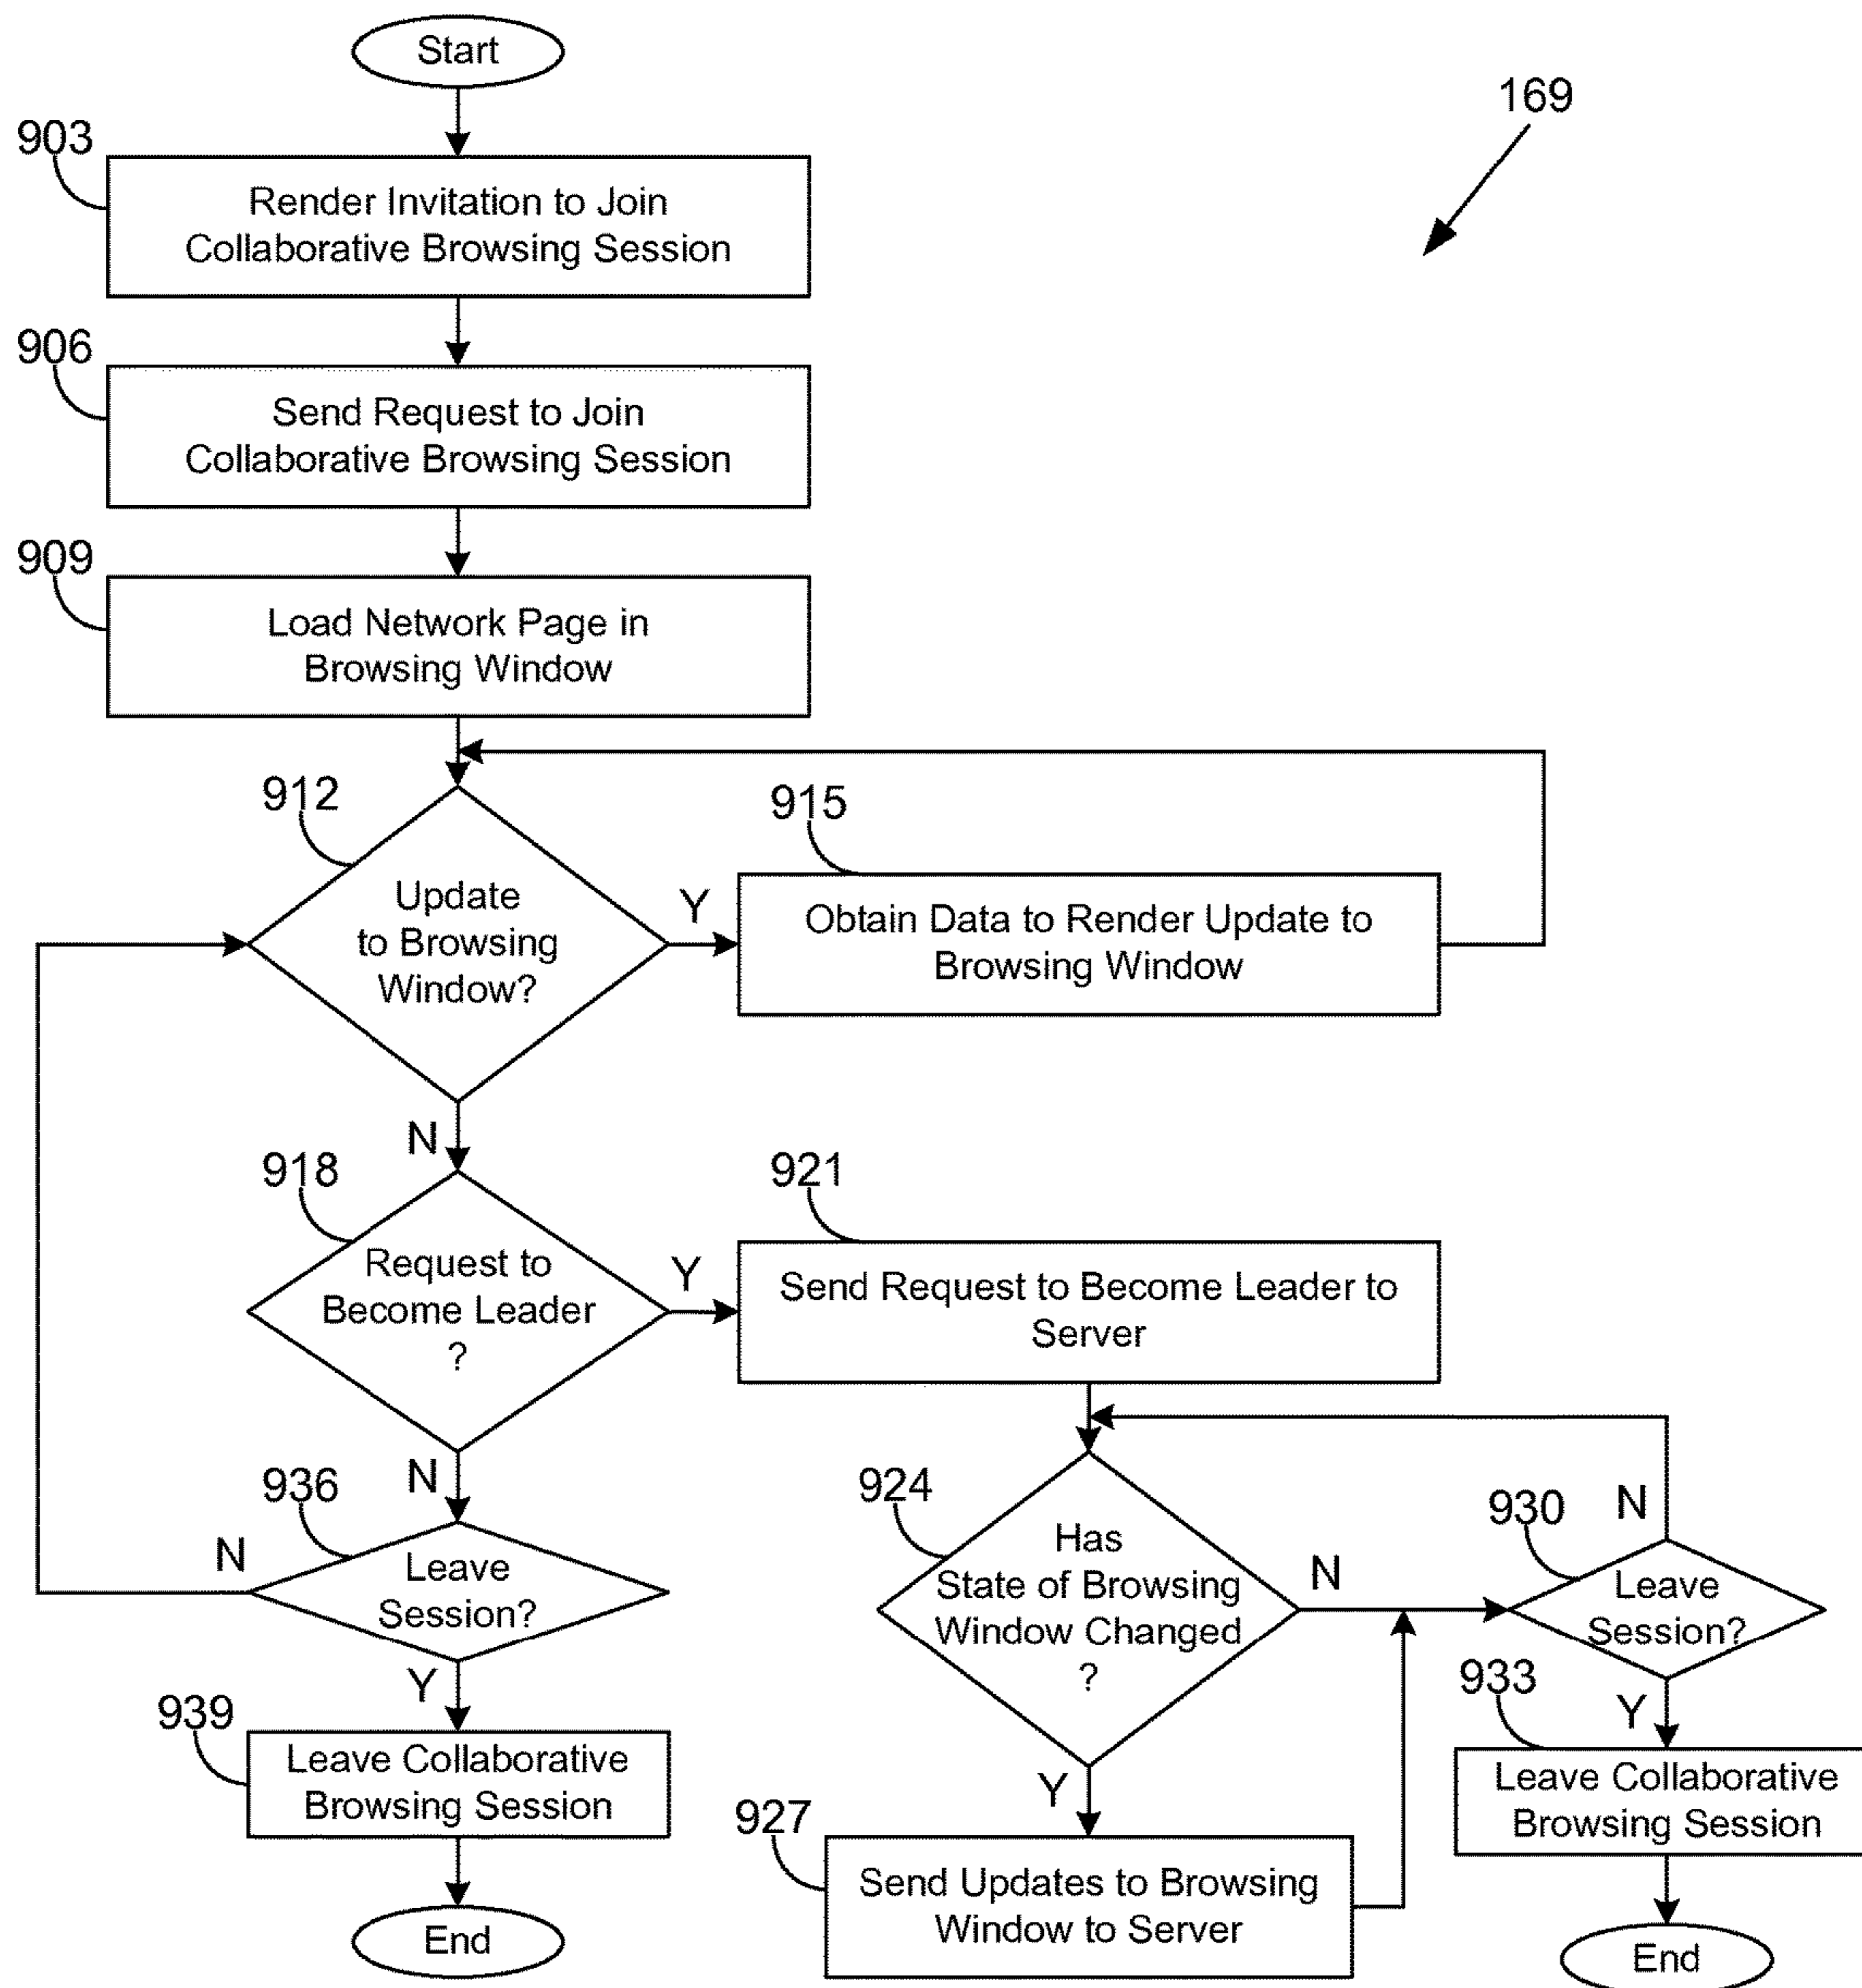 Start
169
903
Render Invitation to Join
Collaborative Browsing Session
906
Send Request to Join
Collaborative Browsing Session
909
Load Network Page in
Browsing Window
912
Update
to Browsing
Window?
Y
915
Obtain Data to Render Update to
Browsing Window
N
918
Request to
Become Leader
?
Y
921
Send Request to Become Leader to
Server
N
936
Leave
Session?
N
Y
939
Leave Collaborative
Browsing Session
End
924
Has
State of Browsing
Window Changed
?
N
Y
927
Send Updates to Browsing
Window to Server
930
Leave
Session?
N
Y
933
Leave Collaborative
Browsing Session
End